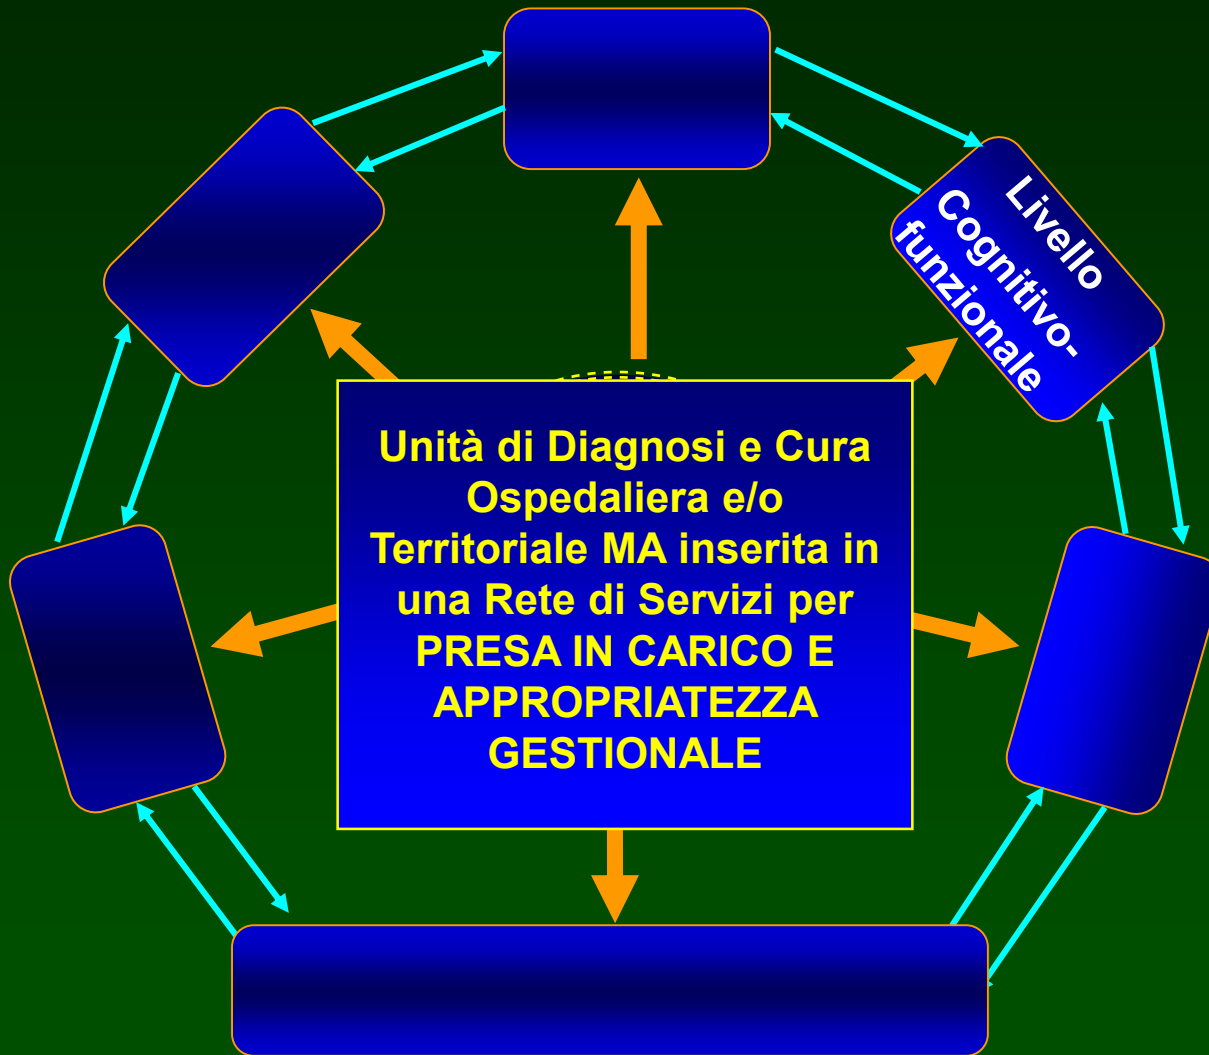 Livello
Cognitivo-
funzionale
Unità di Diagnosi e Cura
Ospedaliera e/o
Territoriale MA inserita in
una Rete di Servizi per
PRESA IN CARICO E
APPROPRIATEZZA
GESTIONALE